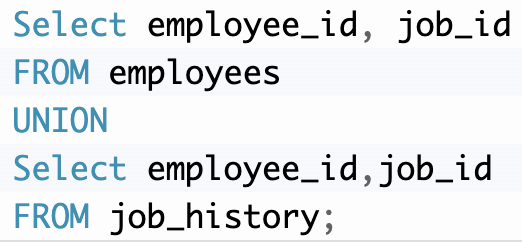 Select employee_id, job_id
FROM employees
UNION
Select employee_id,job_id
FROM job_history;